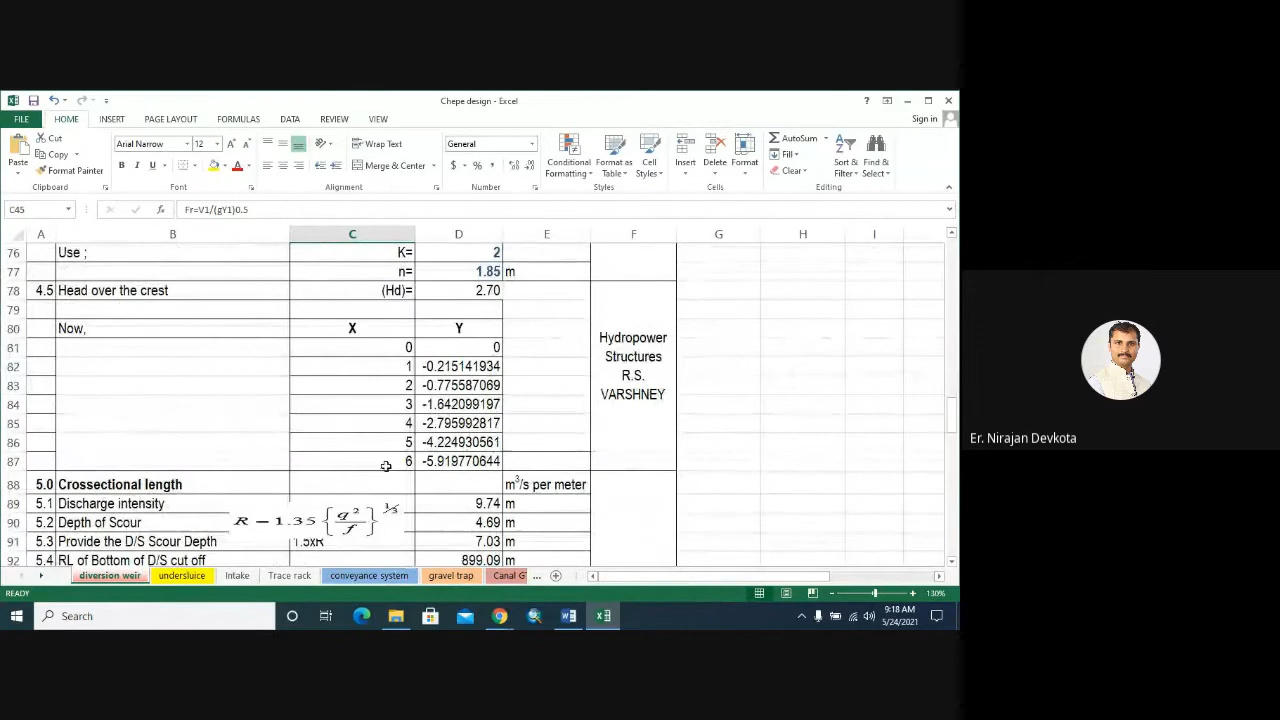 Chepe design - Excel
Sign in
FILE HOME INSERT PAGE LAYOUT FORMULAS DATA REVIEW VIEW
Paste
Cut
Copy
Format Painter
Clipboard
Arial Narrow 12
B I U
Font
Wrap Text
Merge & Center
Alignment
General
$ % ,
Number
Conditional Formatting
Format as Table
Cell Styles
Styles
Insert Delete Format
Cells
AutoSum
Fill
Clear
Sort & Filter
Find & Select
Editing
C45 fx Fr=V1/(gY1)0.5
A B C D E F G H I
76 Use ; K= 2
77 n= 1.85 m
78 4.5 Head over the crest (Hd)= 2.70
79
80 Now, X Y
81 0 0
82 1 -0.215141934
83 2 -0.775587069
84 3 -1.642099197
85 4 -2.795992817
86 5 -4.224930561
87 6 -5.919770644
Hydropower
Structures
R.S.
VARSHNEY
88 5.0 Crossectional length m³/s per meter
89 5.1 Discharge intensity 9.74 m
90 5.2 Depth of Scour R = 1.35 {q²/f}^⅓ 4.69 m
91 5.3 Provide the D/S Scour Depth 1.5xR 7.03 m
92 5.4 RL of Bottom of D/S cut off 899.09 m
diversion weir undersluice Intake Trace rack conveyance system gravel trap Canal GT ...
READY 130%
Search
9:18 AM
5/24/2021
Er. Nirajan Devkota